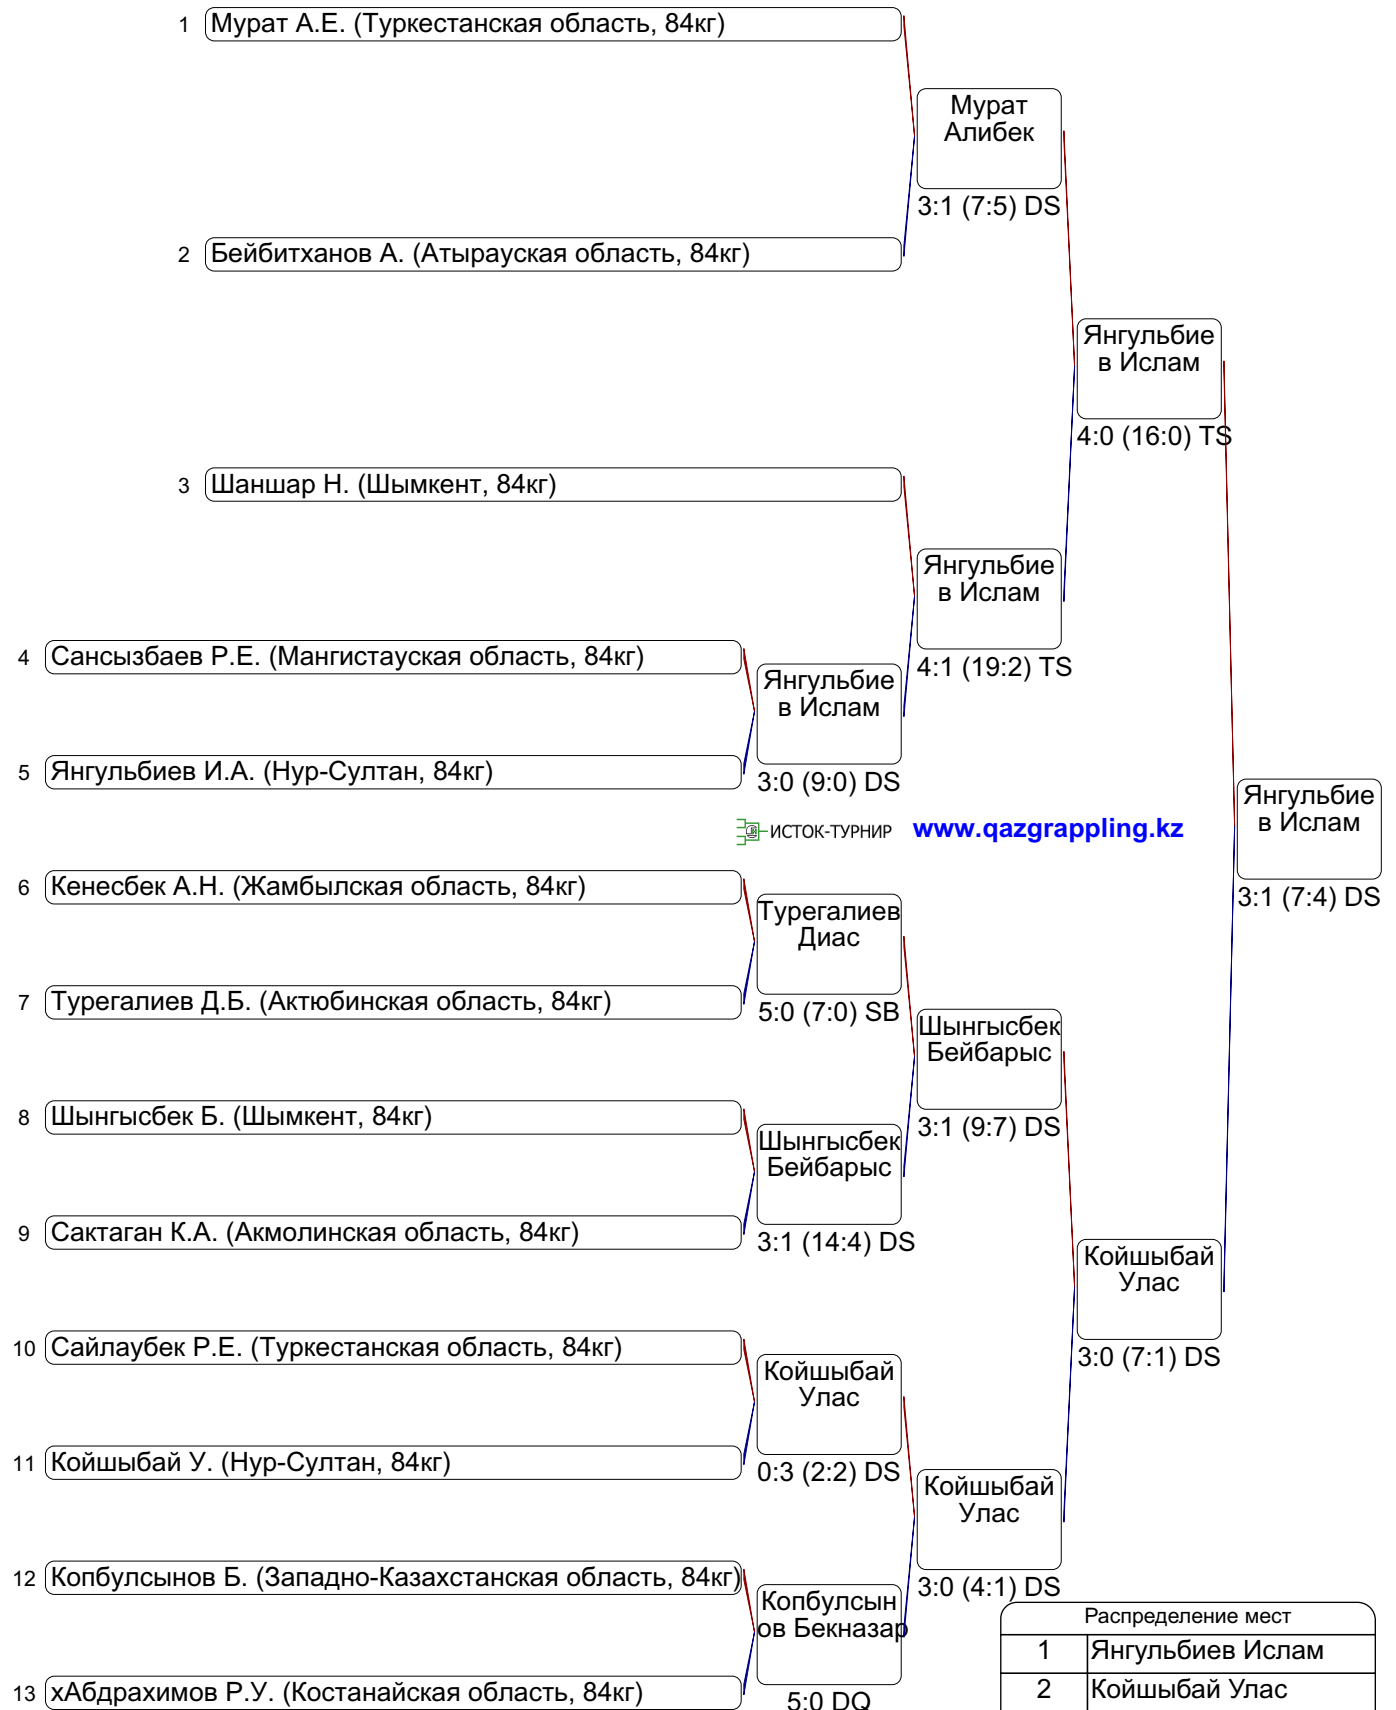 1 Мурат А.Е. (Туркестанская область, 84кг)
Мурат
Алибек
3:1 (7:5) DS
2 Бейбитханов А. (Атырауская область, 84кг)
Янгульбие
в Ислам
4:0 (16:0) TS
3 Шаншар Н. (Шымкент, 84кг)
Янгульбие
в Ислам
4:1 (19:2) TS
4 Сансызбаев Р.Е. (Мангистауская область, 84кг)
Янгульбие
в Ислам
3:0 (9:0) DS
5 Янгульбиев И.А. (Нур-Султан, 84кг)
Янгульбие
в Ислам
3:1 (7:4) DS
ИСТОК-ТУРНИР www.qazgrappling.kz
6 Кенесбек А.Н. (Жамбылская область, 84кг)
Турегалиев
Диас
5:0 (7:0) SB
7 Турегалиев Д.Б. (Актюбинская область, 84кг)
Шынгысбек
Бейбарыс
3:1 (9:7) DS
8 Шынгысбек Б. (Шымкент, 84кг)
Шынгысбек
Бейбарыс
3:1 (14:4) DS
9 Сактаган К.А. (Акмолинская область, 84кг)
Койшыбай
Улас
3:0 (7:1) DS
10 Сайлаубек Р.Е. (Туркестанская область, 84кг)
Койшыбай
Улас
0:3 (2:2) DS
11 Койшыбай У. (Нур-Султан, 84кг)
Койшыбай
Улас
3:0 (4:1) DS
12 Копбулсынов Б. (Западно-Казахстанская область, 84кг)
Копбулсын
ов Бекназар
5:0 DQ
13 хАбдрахимов Р.У. (Костанайская область, 84кг)
Распределение мест
1 Янгульбиев Ислам
2 Койшыбай Улас